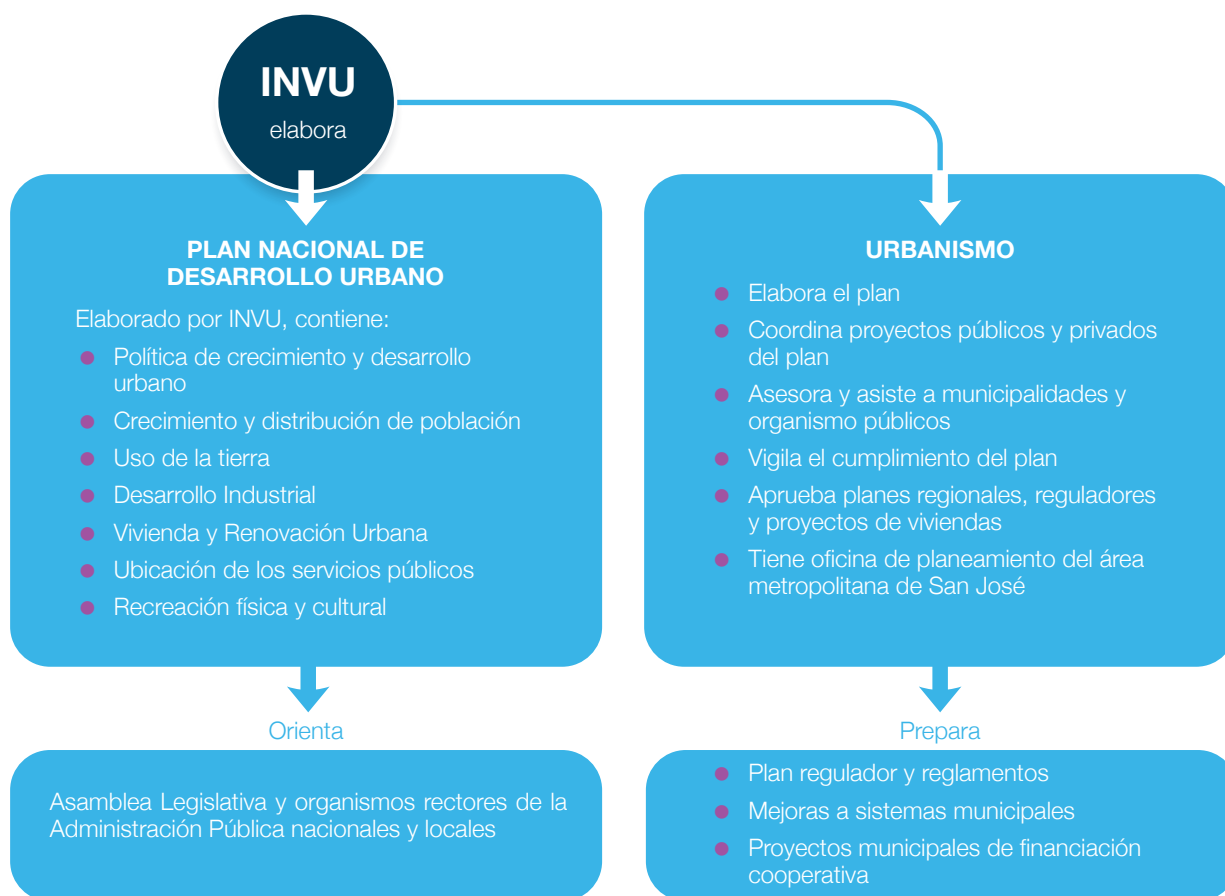 INVU
elabora
PLAN NACIONAL DE
DESARROLLO URBANO
Elaborado por INVU, contiene:
Política de crecimiento y desarrollo
urbano
Crecimiento y distribución de población
Uso de la tierra
Desarrollo Industrial
Vivienda y Renovación Urbana
Ubicación de los servicios públicos
Recreación física y cultural
Orienta
Asamblea Legislativa y organismos rectores de la
Administración Pública nacionales y locales
URBANISMO
Elabora el plan
Coordina proyectos públicos y privados
del plan
Asesora y asiste a municipalidades y
organismo públicos
Vigila el cumplimiento del plan
Aprueba planes regionales, reguladores
y proyectos de viviendas
Tiene oficina de planeamiento del área
metropolitana de San José
Prepara
Plan regulador y reglamentos
Mejoras a sistemas municipales
Proyectos municipales de financiación
cooperativa